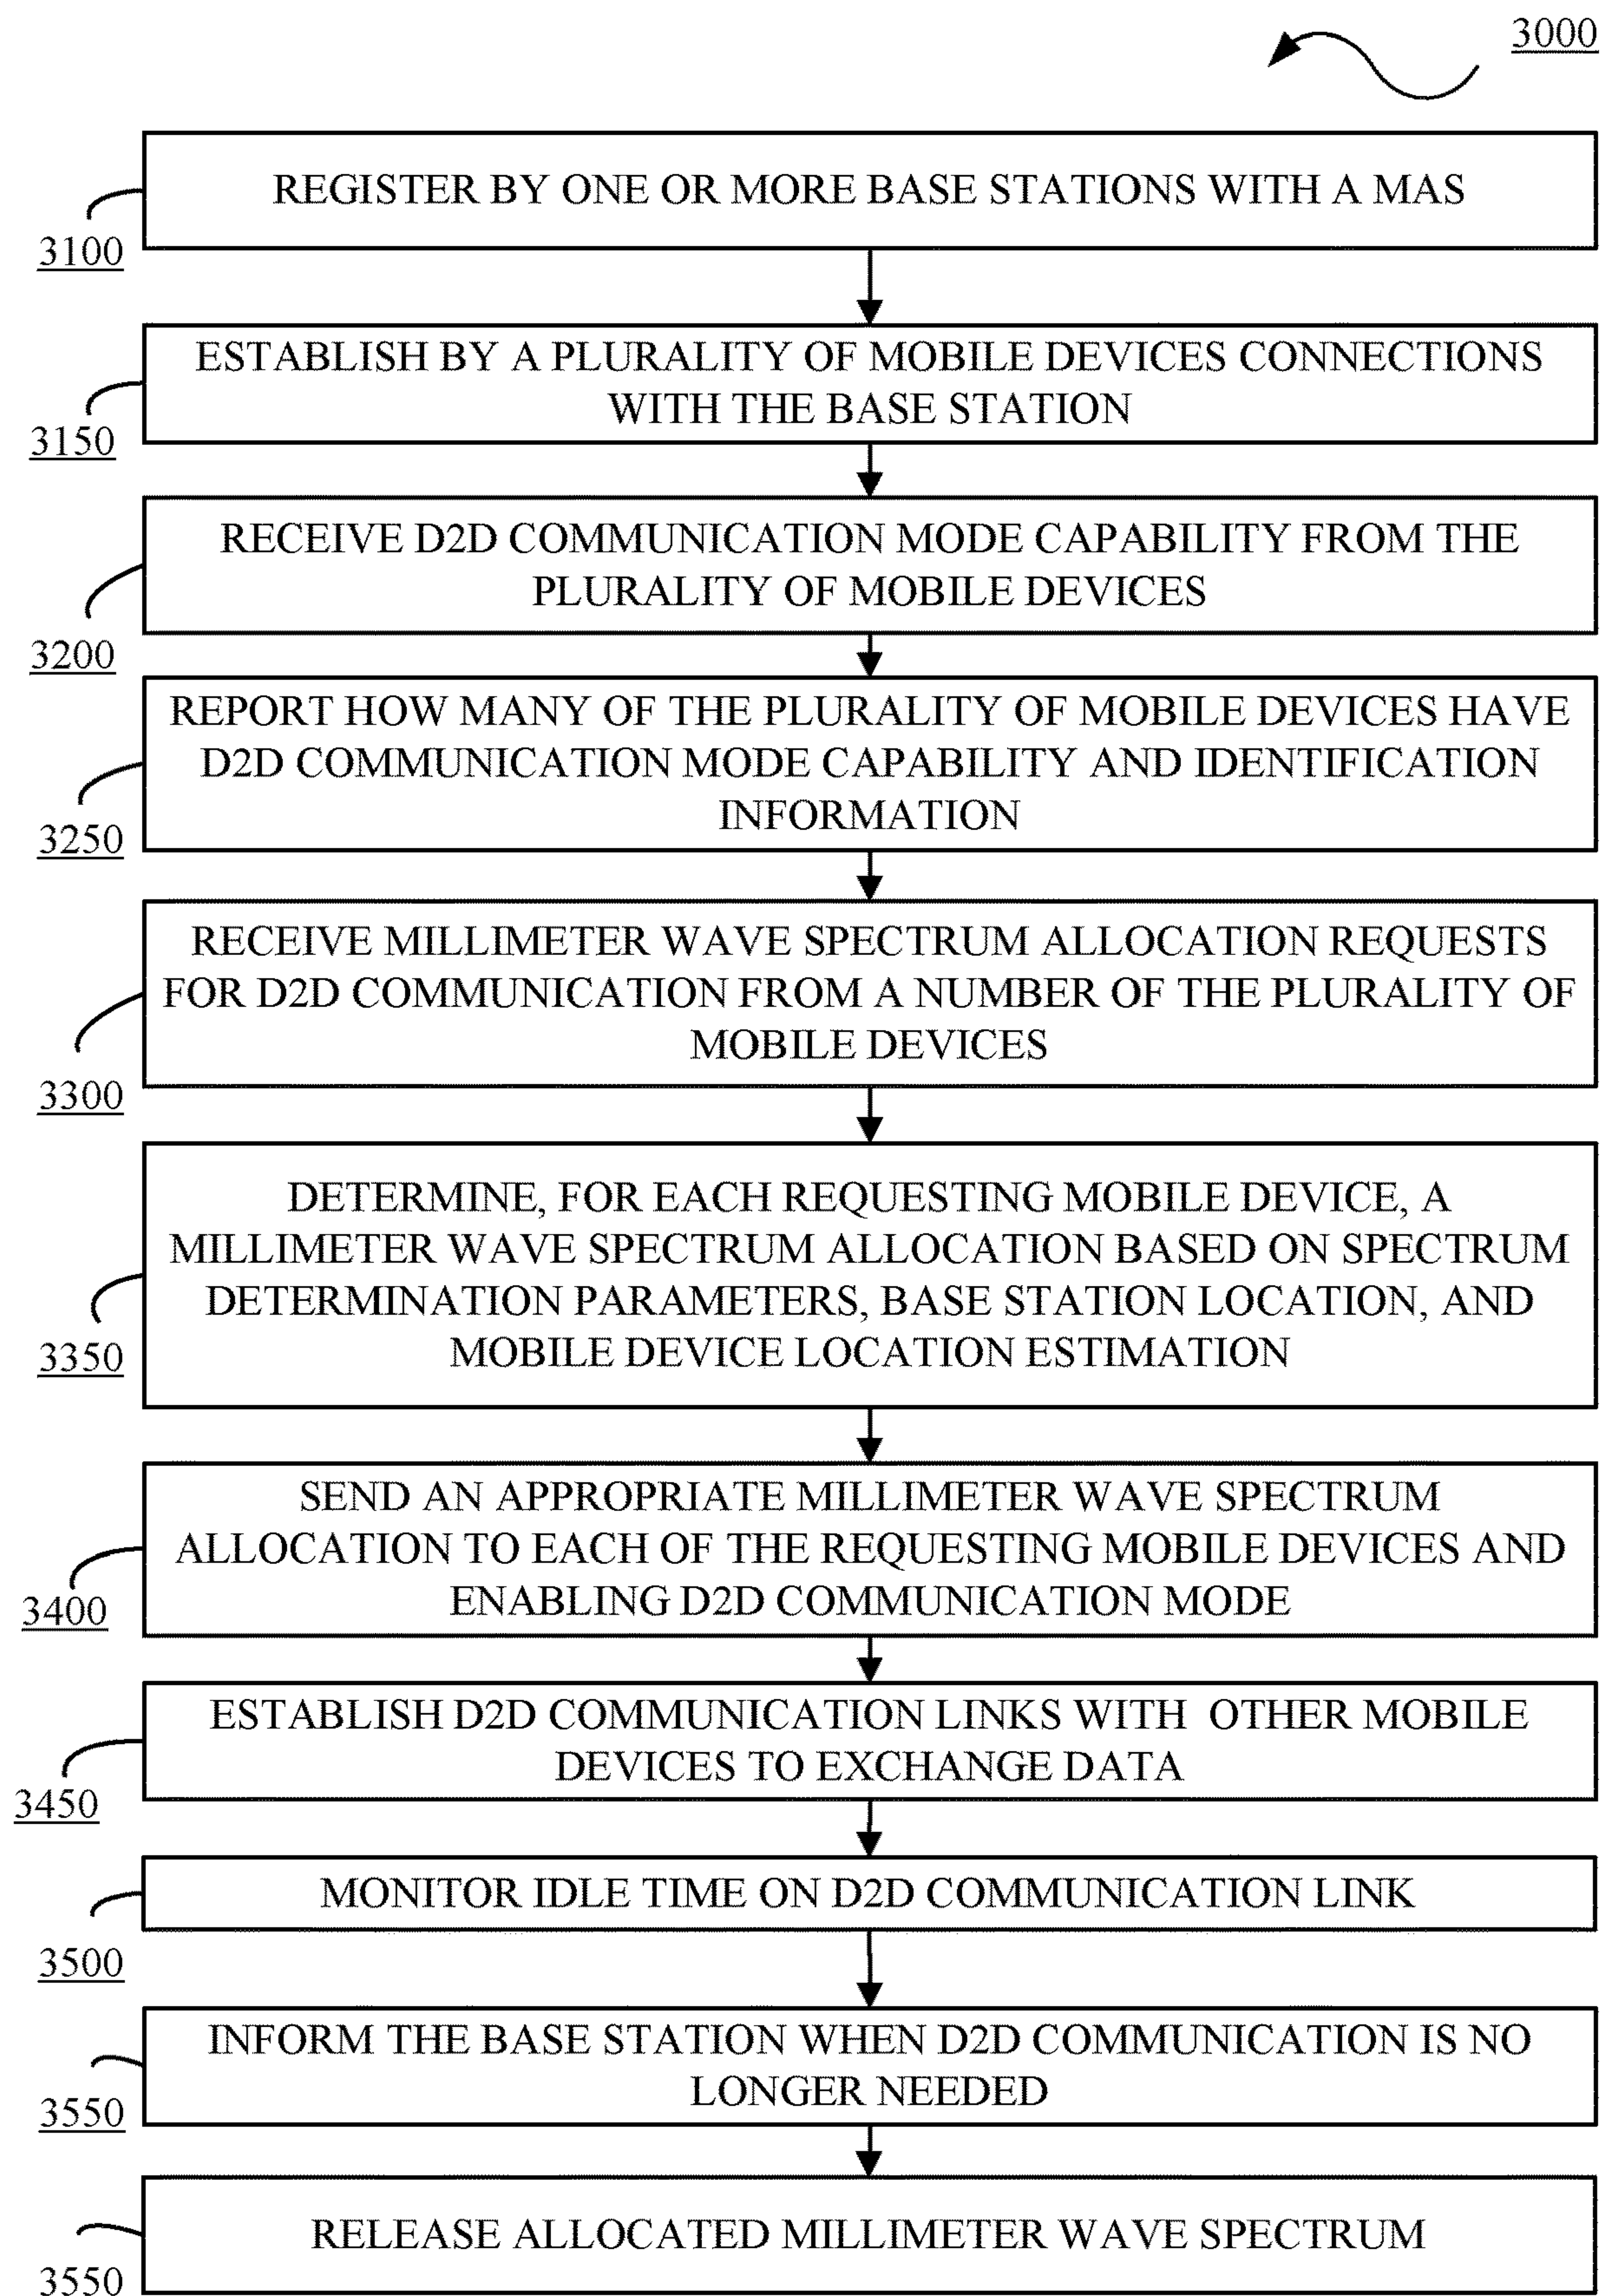 3000
REGISTER BY ONE OR MORE BASE STATIONS WITH A MAS
3100
ESTABLISH BY A PLURALITY OF MOBILE DEVICES CONNECTIONS
WITH THE BASE STATION
3150
RECEIVE D2D COMMUNICATION MODE CAPABILITY FROM THE
PLURALITY OF MOBILE DEVICES
3200
REPORT HOW MANY OF THE PLURALITY OF MOBILE DEVICES HAVE
D2D COMMUNICATION MODE CAPABILITY AND IDENTIFICATION
INFORMATION
3250
RECEIVE MILLIMETER WAVE SPECTRUM ALLOCATION REQUESTS
FOR D2D COMMUNICATION FROM A NUMBER OF THE PLURALITY OF
MOBILE DEVICES
3300
DETERMINE, FOR EACH REQUESTING MOBILE DEVICE, A
MILLIMETER WAVE SPECTRUM ALLOCATION BASED ON SPECTRUM
DETERMINATION PARAMETERS, BASE STATION LOCATION, AND
MOBILE DEVICE LOCATION ESTIMATION
3350
SEND AN APPROPRIATE MILLIMETER WAVE SPECTRUM
ALLOCATION TO EACH OF THE REQUESTING MOBILE DEVICES AND
ENABLING D2D COMMUNICATION MODE
3400
ESTABLISH D2D COMMUNICATION LINKS WITH OTHER MOBILE
DEVICES TO EXCHANGE DATA
3450
MONITOR IDLE TIME ON D2D COMMUNICATION LINK
3500
INFORM THE BASE STATION WHEN D2D COMMUNICATION IS NO
LONGER NEEDED
3550
RELEASE ALLOCATED MILLIMETER WAVE SPECTRUM
3550